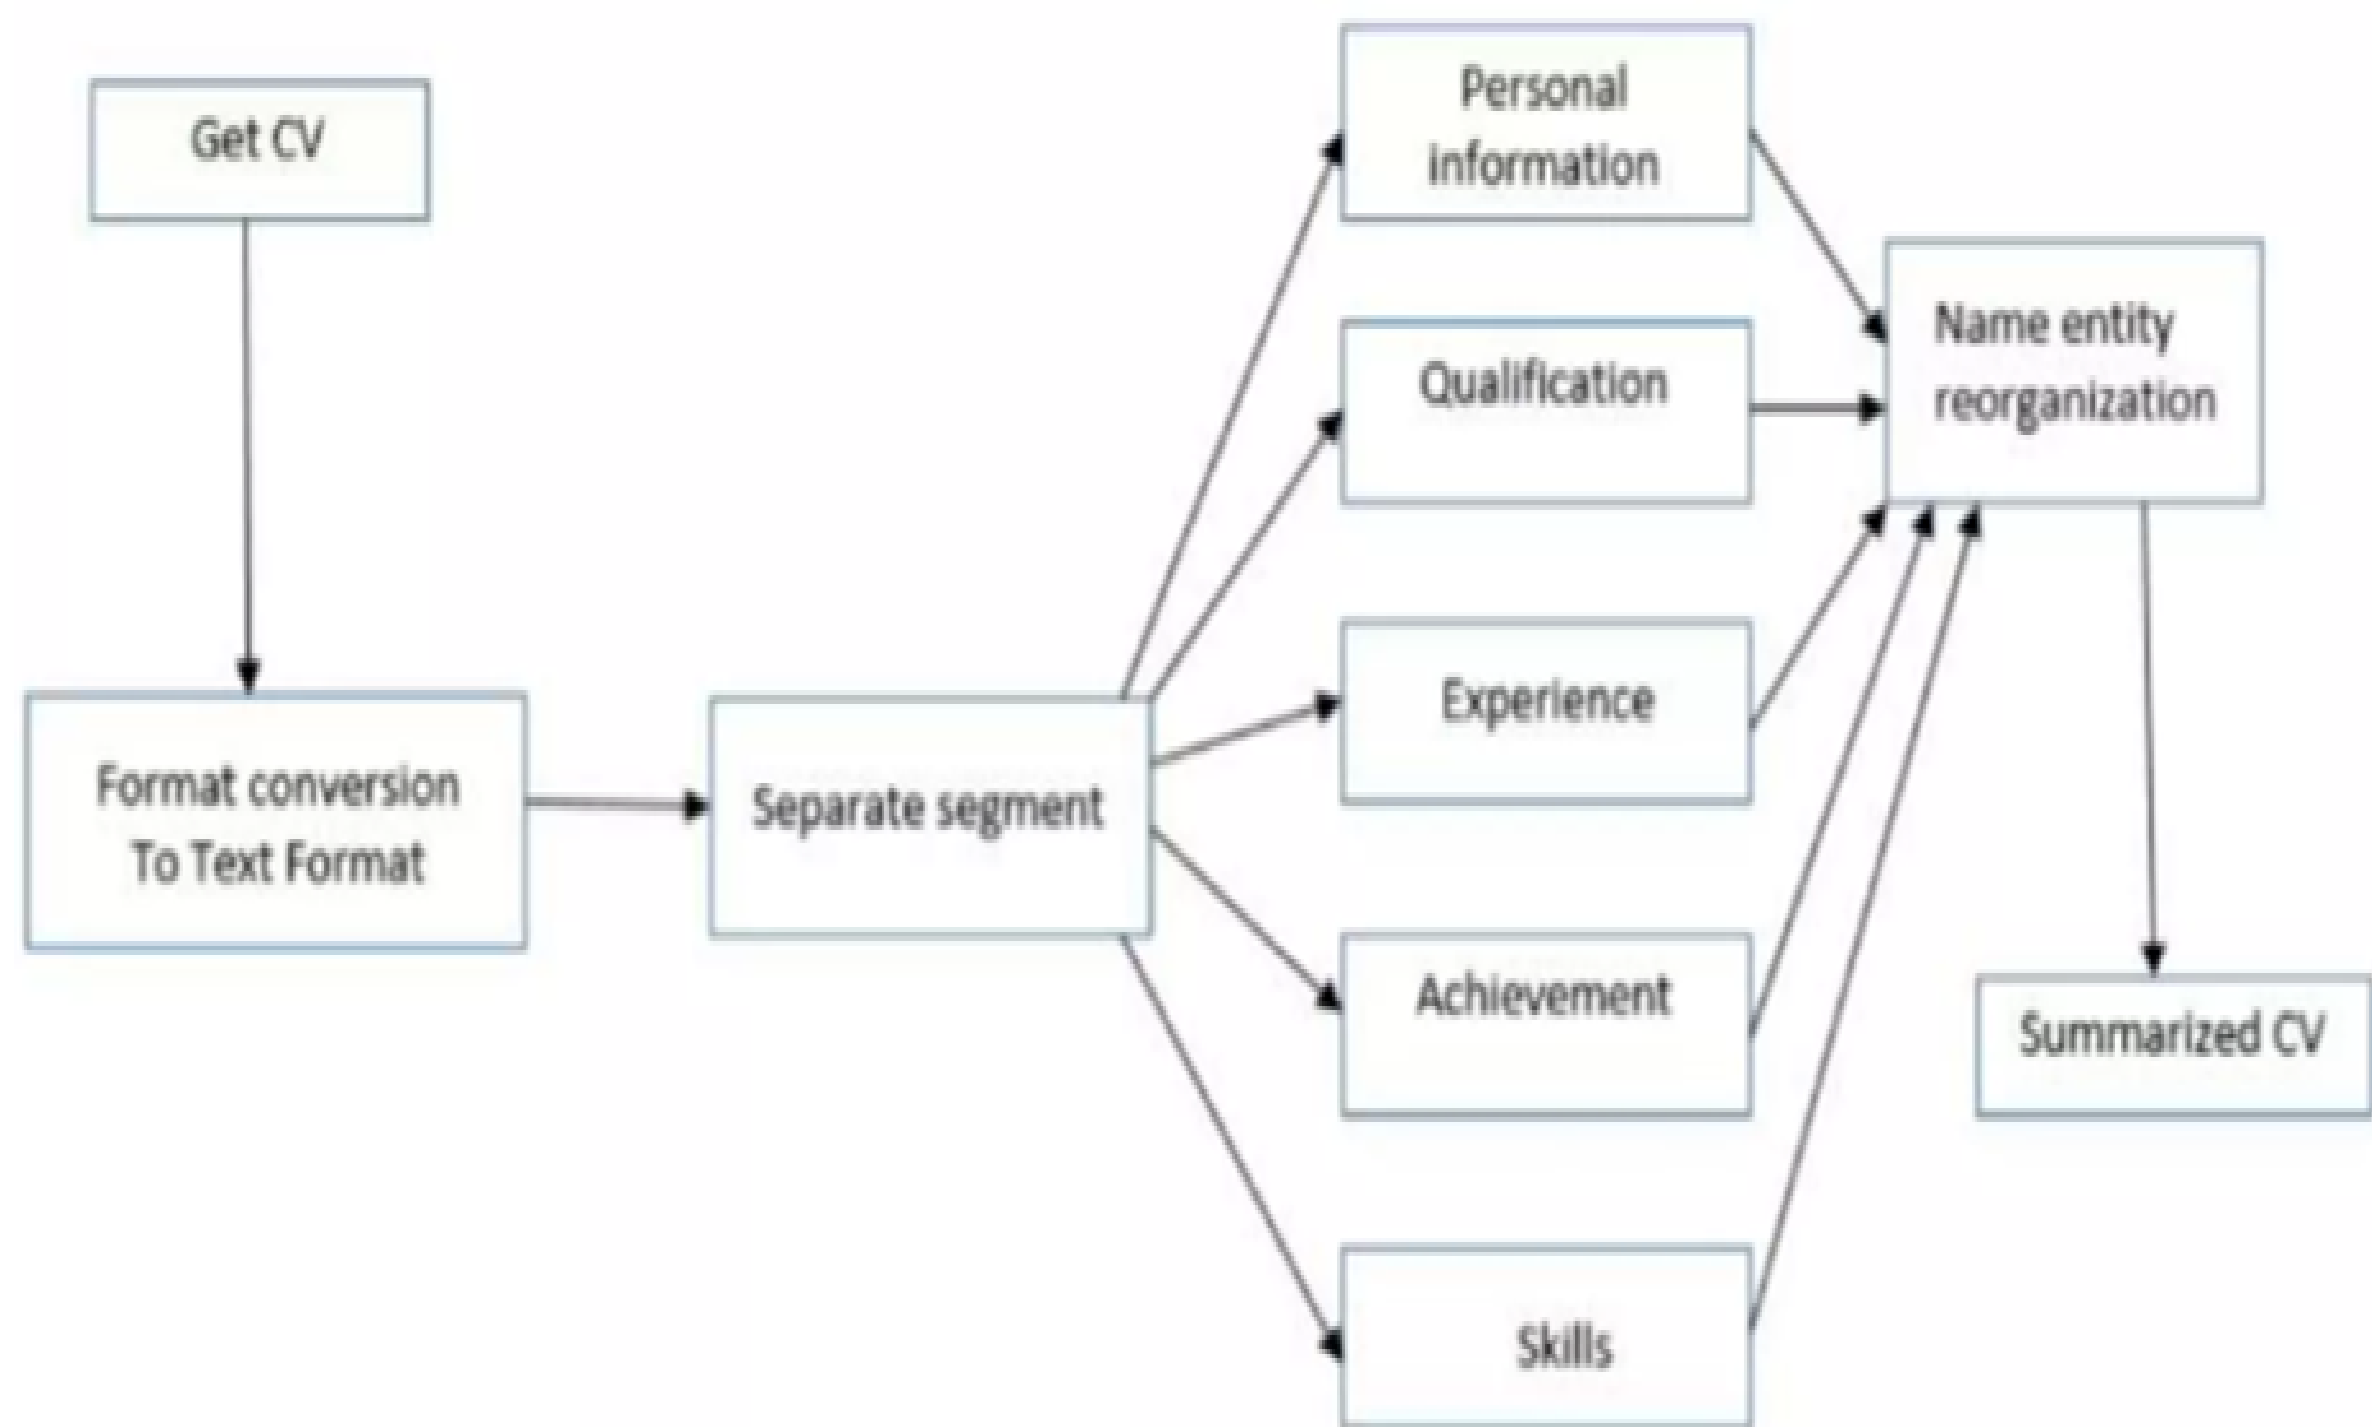 Get CV
Format conversion
To Text Format
Separate segment
Personal
information
Qualification
Experience
Achievement
Skills
Name entity
reorganization
Summarized CV